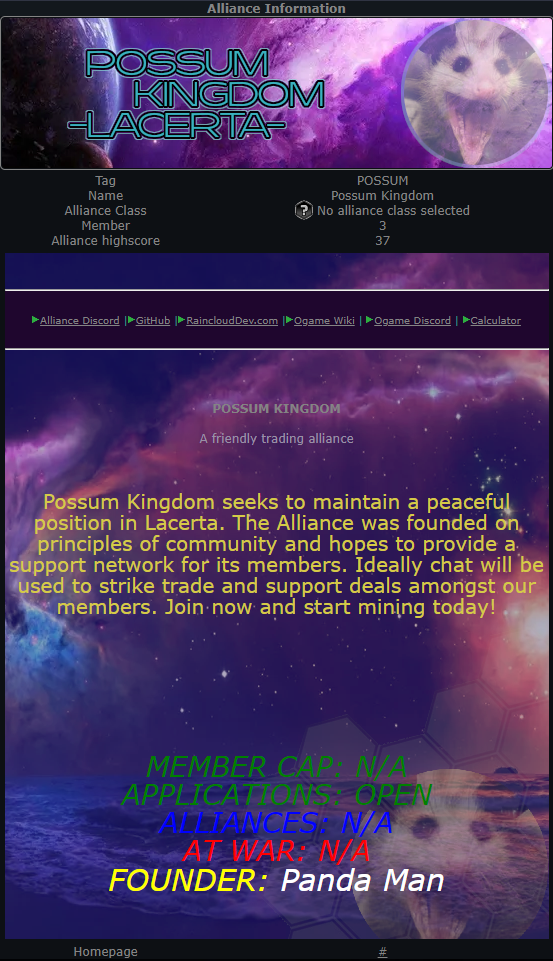 Alliance Information
POSSUM
KINGDOM
-LACERTA-
Tag POSSUM
Name Possum Kingdom
Alliance Class ? No alliance class selected
Member 3
Alliance highscore 37
Alliance Discord | GitHub | RaincloudDev.com | Ogame Wiki | Ogame Discord | Calculator
POSSUM KINGDOM
A friendly trading alliance
Possum Kingdom seeks to maintain a peaceful
position in Lacerta. The Alliance was founded on
principles of community and hopes to provide a
support network for its members. Ideally chat will be
used to strike trade and support deals amongst our
members. Join now and start mining today!
MEMBER CAP: N/A
APPLICATIONS: OPEN
ALLIANCES: N/A
AT WAR: N/A
FOUNDER: Panda Man
Homepage #